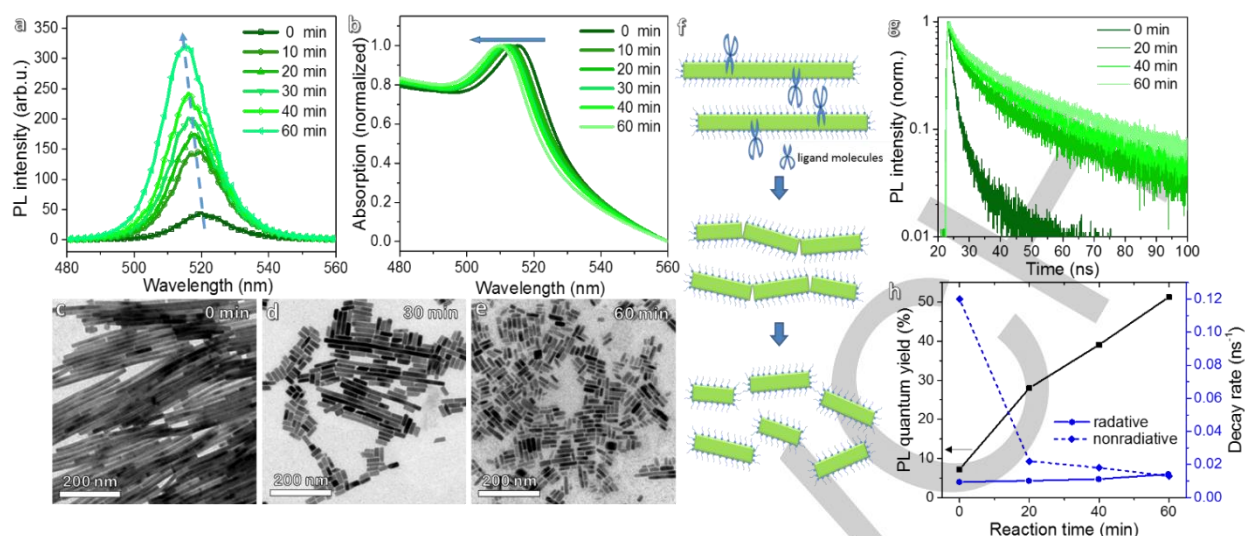 a)
PL intensity (arb.u.)
350
300
250
200
150
100
50
0
0 min
10 min
20 min
30 min
40 min
60 min
480 500 520 540 560
Wavelength (nm)
b)
Absorption (normalized)
1.0
0.8
0.6
0.4
0.2
0.0
0 min
10 min
20 min
30 min
40 min
60 min
480 500 520 540 560
Wavelength (nm)
c
0 min
200 nm
d
30 min
200 nm
e
60 min
200 nm
f
ligand molecules
g)
PL intensity (norm.)
1
0.1
0.01
0 min
20 min
40 min
60 min
20 30 40 50 60 70 80 90 100
Time (ns)
h
PL quantum yield (%)
50
40
30
20
10
0
radative
nonradiative
Decay rate (ns⁻¹)
0.12
0.10
0.08
0.06
0.04
0.02
0.00
0 20 40 60
Reaction time (min)